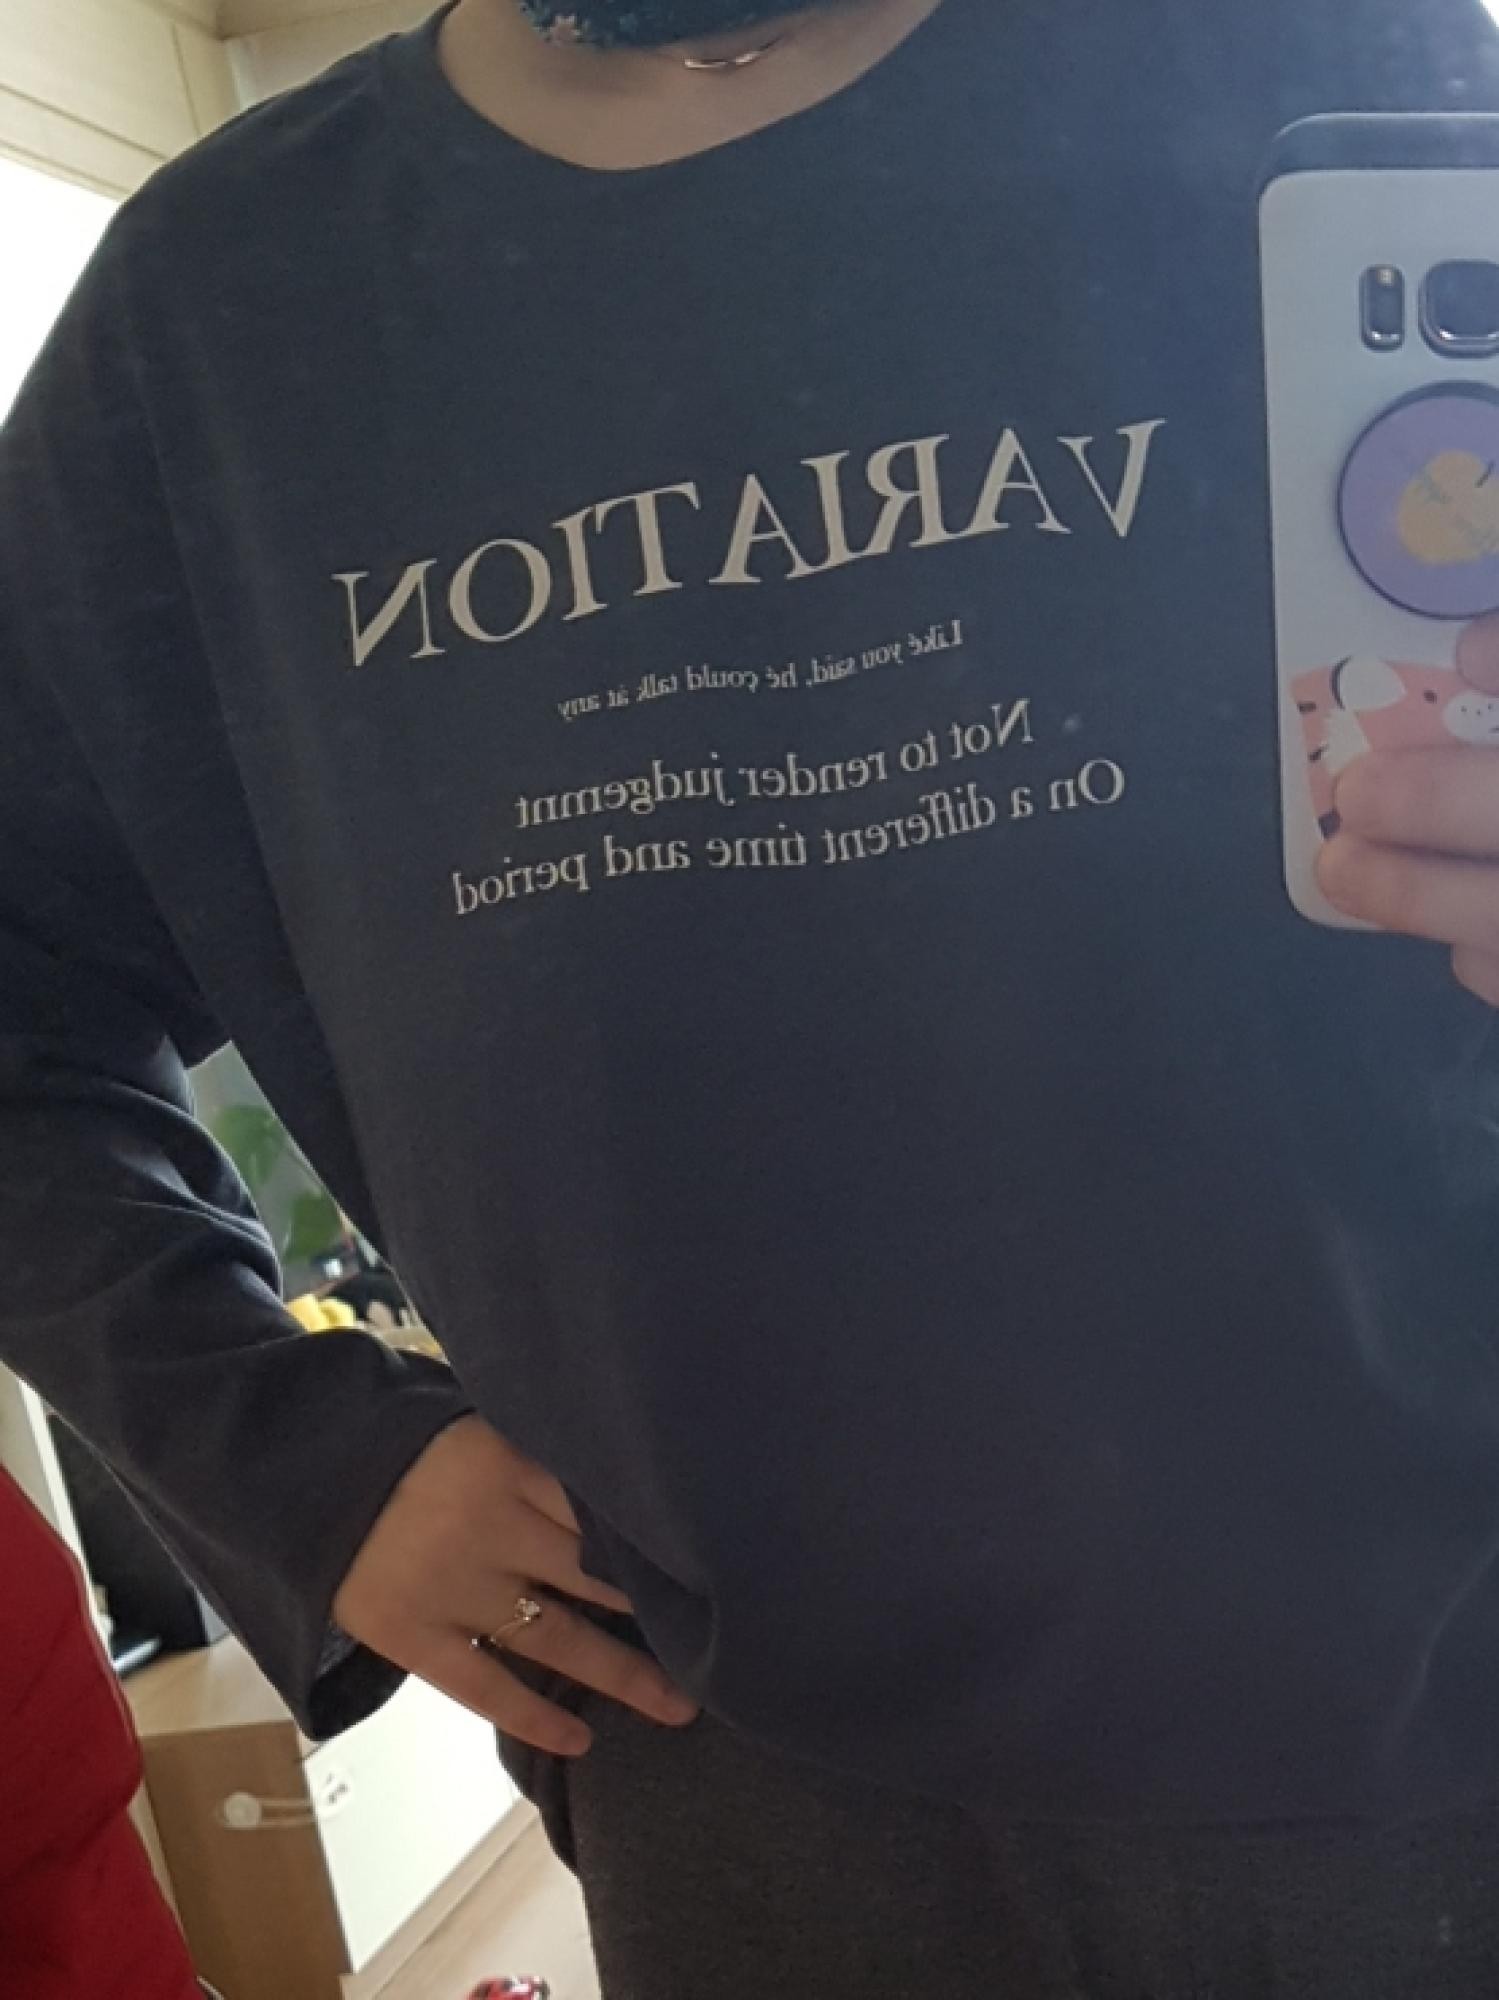 VARIATION
Like you said, he could talk at any
Not to render judgemnt
On a different time and period